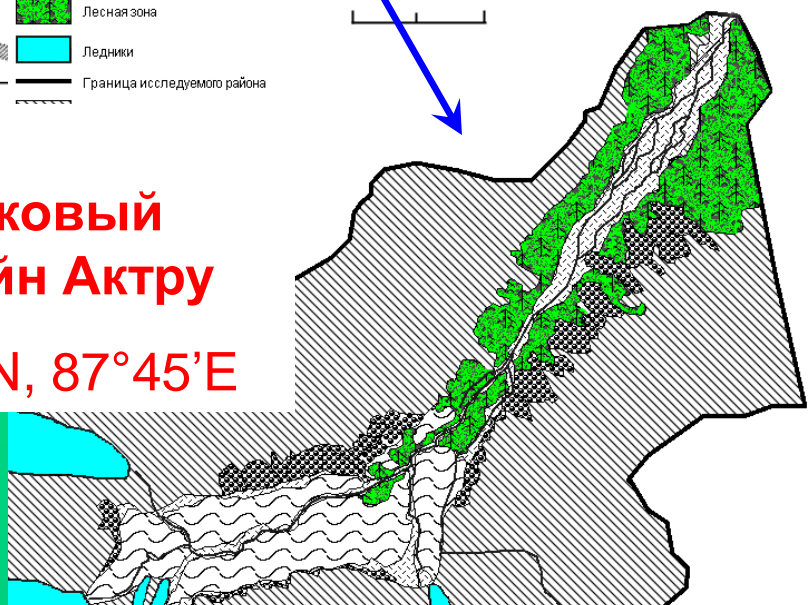 Лесная зона
Ледники
Граница исследуемого района
ковый
йн Актру
N, 87°45’E